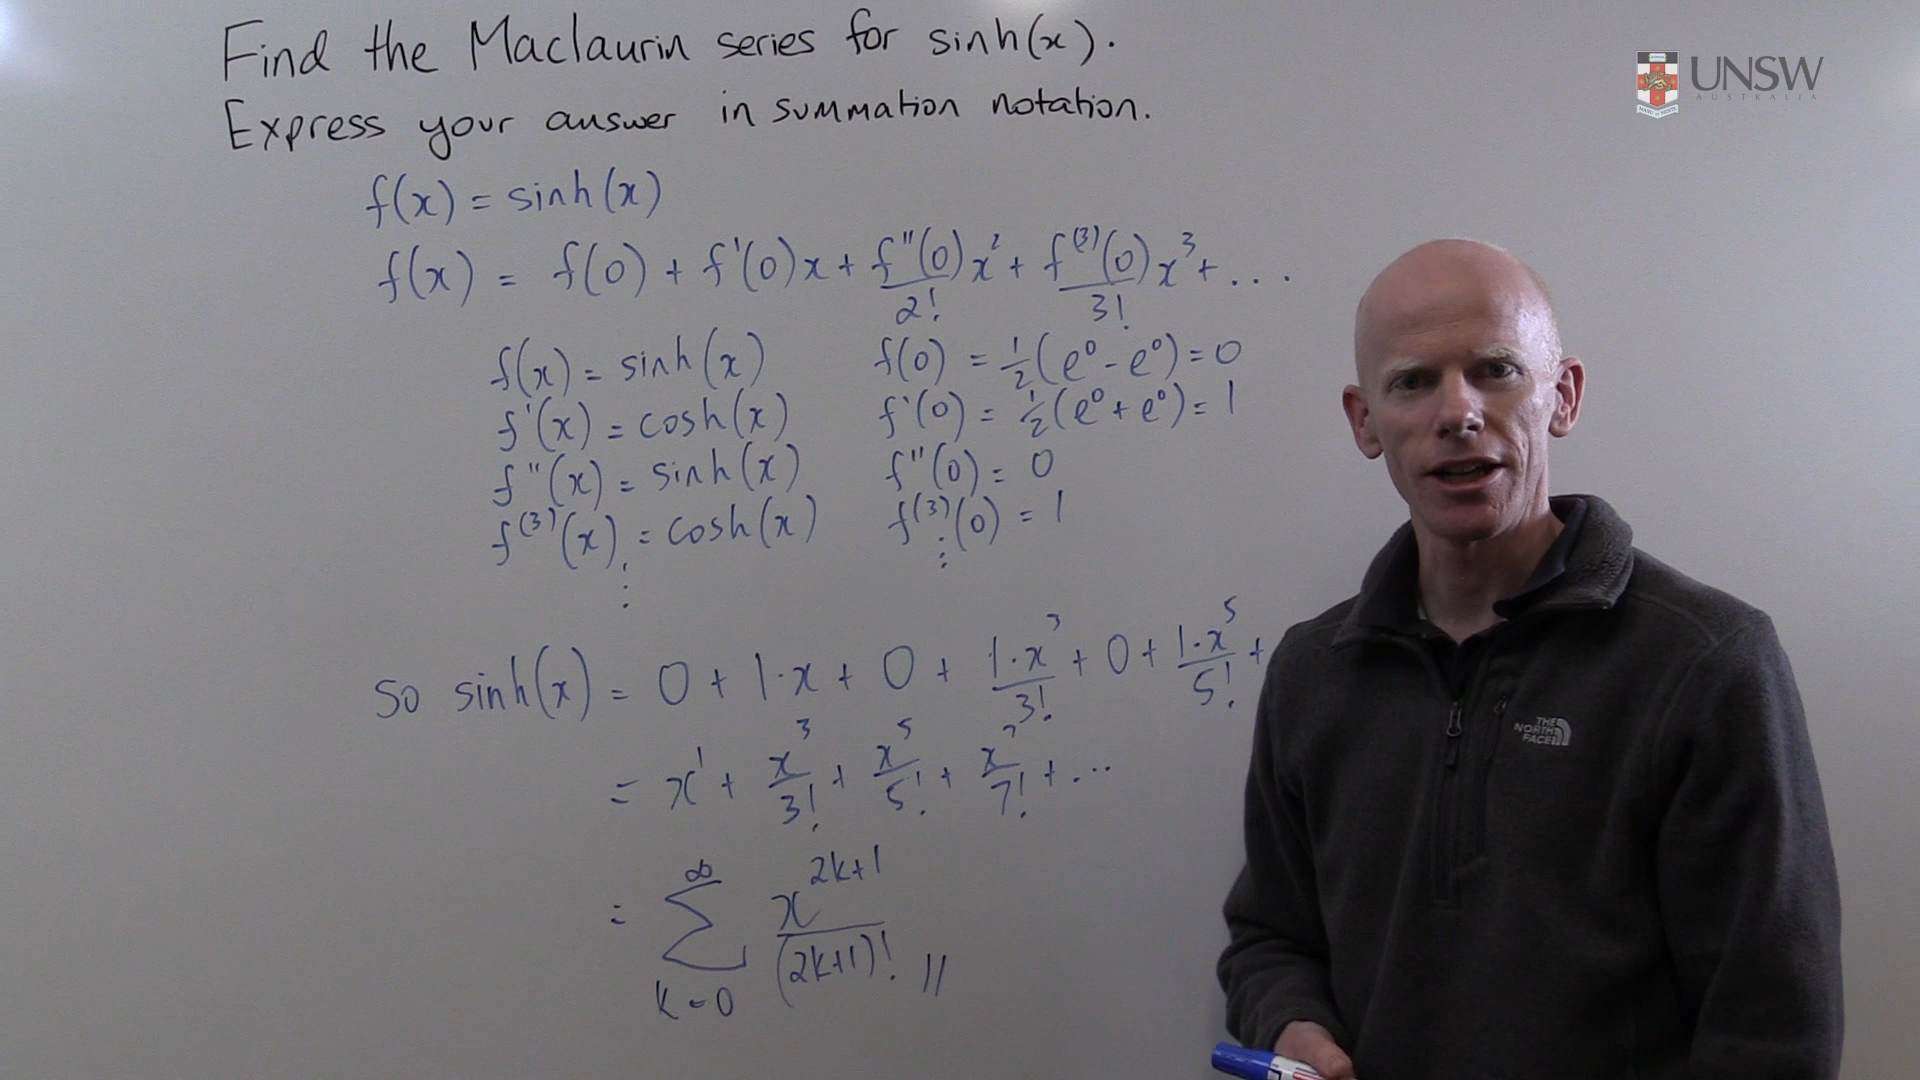 Find the Maclaurin series for sinh(x).
Express your answer in summation notation.
UNSW
AUSTRALIA
f(x) = sinh(x)
f(x) = f(0) + f'(0)x + f''(0)/2! x² + f⁽³⁾(0)/3! x³ + ...
f(x) = sinh(x) f(0) = ½(e⁰ - e⁰) = 0
f'(x) = cosh(x) f'(0) = ½(e⁰ + e⁰) = 1
f''(x) = sinh(x) f''(0) = 0
f⁽³⁾(x) = cosh(x) f⁽³⁾(0) = 1
⋮ ⋮
So sinh(x) = 0 + 1·x + 0 + 1·x³/3! + 0 + 1·x⁵/5! +
= x¹ + x³/3! + x⁵/5! + x⁷/7! + ...
= ∑_{k=0}^{∞} x^{2k+1}/(2k+1)! //
THE
NORTH
FACE